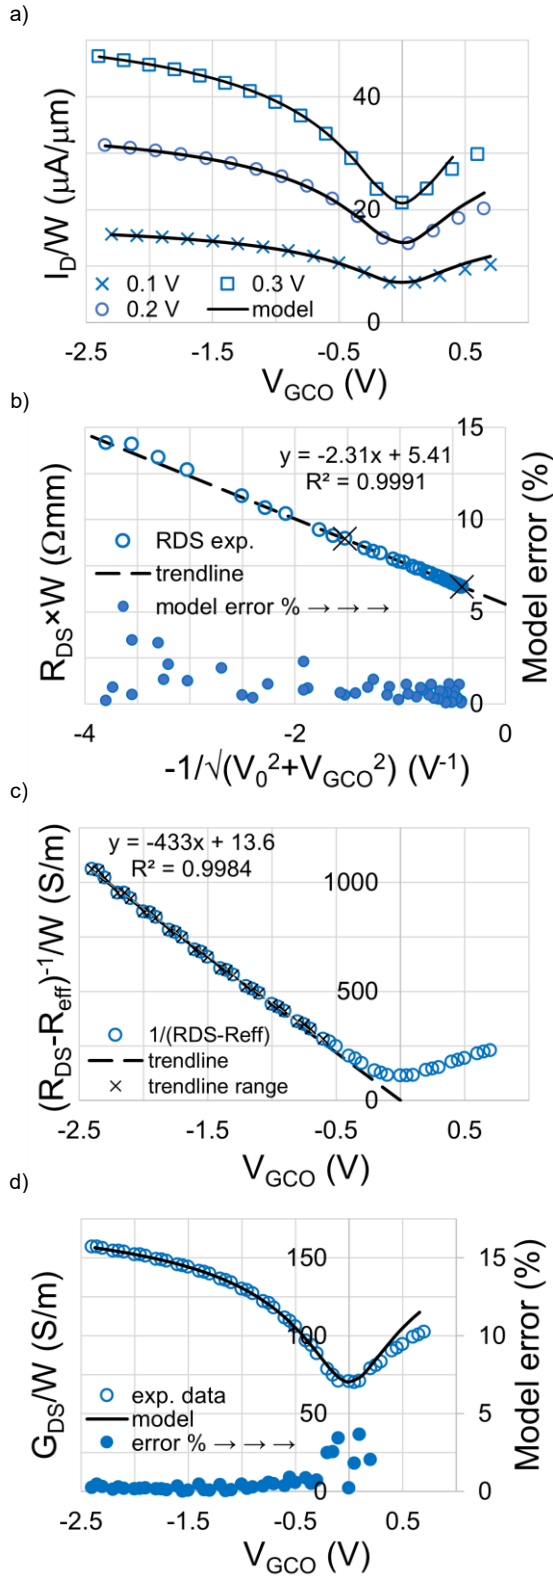 a)
I_D/W (μA/μm)
40
20
0
× 0.1 V
□ 0.3 V
○ 0.2 V
model
-2.5
-1.5
-0.5
0.5
V_GCO (V)
b)
R_DS×W (Ωmm)
15
10
5
0
Model error (%)
y = -2.31x + 5.41
R² = 0.9991
RDS exp.
trendline
model error % → → →
-4
-2
0
-1/√(V_0²+V_GCO²) (V⁻¹)
c)
(R_DS-R_eff)⁻¹/W (S/m)
y = -433x + 13.6
R² = 0.9984
1000
500
0
1/(RDS-Reff)
trendline
× trendline range
-2.5
-1.5
-0.5
0.5
V_GCO (V)
d)
G_DS/W (S/m)
150
100
50
0
15
10
5
0
Model error (%)
exp. data
model
error % → → →
-2.5
-1.5
-0.5
0.5
V_GCO (V)